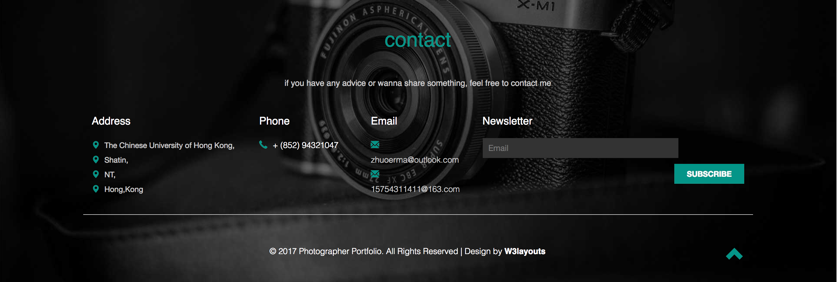 FUJINON ASPHERICAL LENS
X-M1
contact
if you have any advice or wanna share something, feel free to contact me
Address
The Chinese University of Hong Kong,
Shatin,
NT,
Hong,Kong
Phone
+ (852) 94321047
Email
zhuoerma@outlook.com
15754311411@163.com
Newsletter
Email
SUBSCRIBE
© 2017 Photographer Portfolio. All Rights Reserved | Design by W3layouts